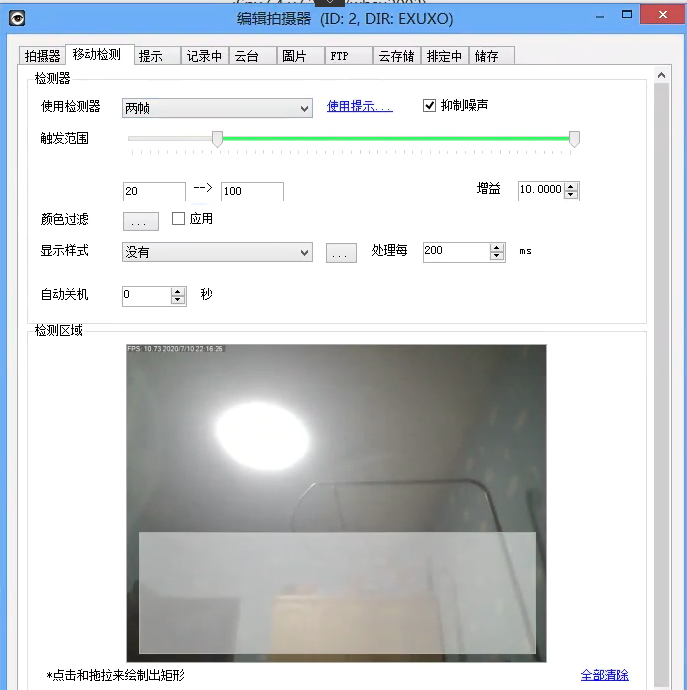 编辑拍摄器 (ID: 2, DIR: EXUXO)
拍摄器 移动检测 提示 记录中 云台 圖片 FTP 云存储 排定中 储存
检测器
使用检测器 两帧 使用提示... 抑制噪声
触发范围
20 --> 100 增益 10.0000
颜色过滤 ... 应用
显示样式 没有 ... 处理每 200 ms
自动关机 0 秒
检测区域
FPS: 10.73 2020/7/10 22:16:26
*点击和拖拉来绘制出矩形 全部清除